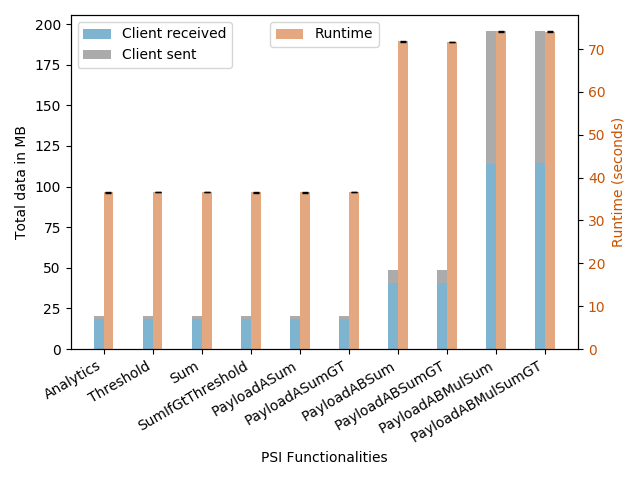 Client received
Client sent
Runtime
200
175
150
125
100
75
50
25
0
Total data in MB
70
60
50
40
30
20
10
0
Runtime (seconds)
Analytics
Threshold
Sum
SumIfGtThreshold
PayloadASum
PayloadASumGT
PayloadABSum
PayloadABSumGT
PayloadABMulSum
PayloadABMulSumGT
PSI Functionalities